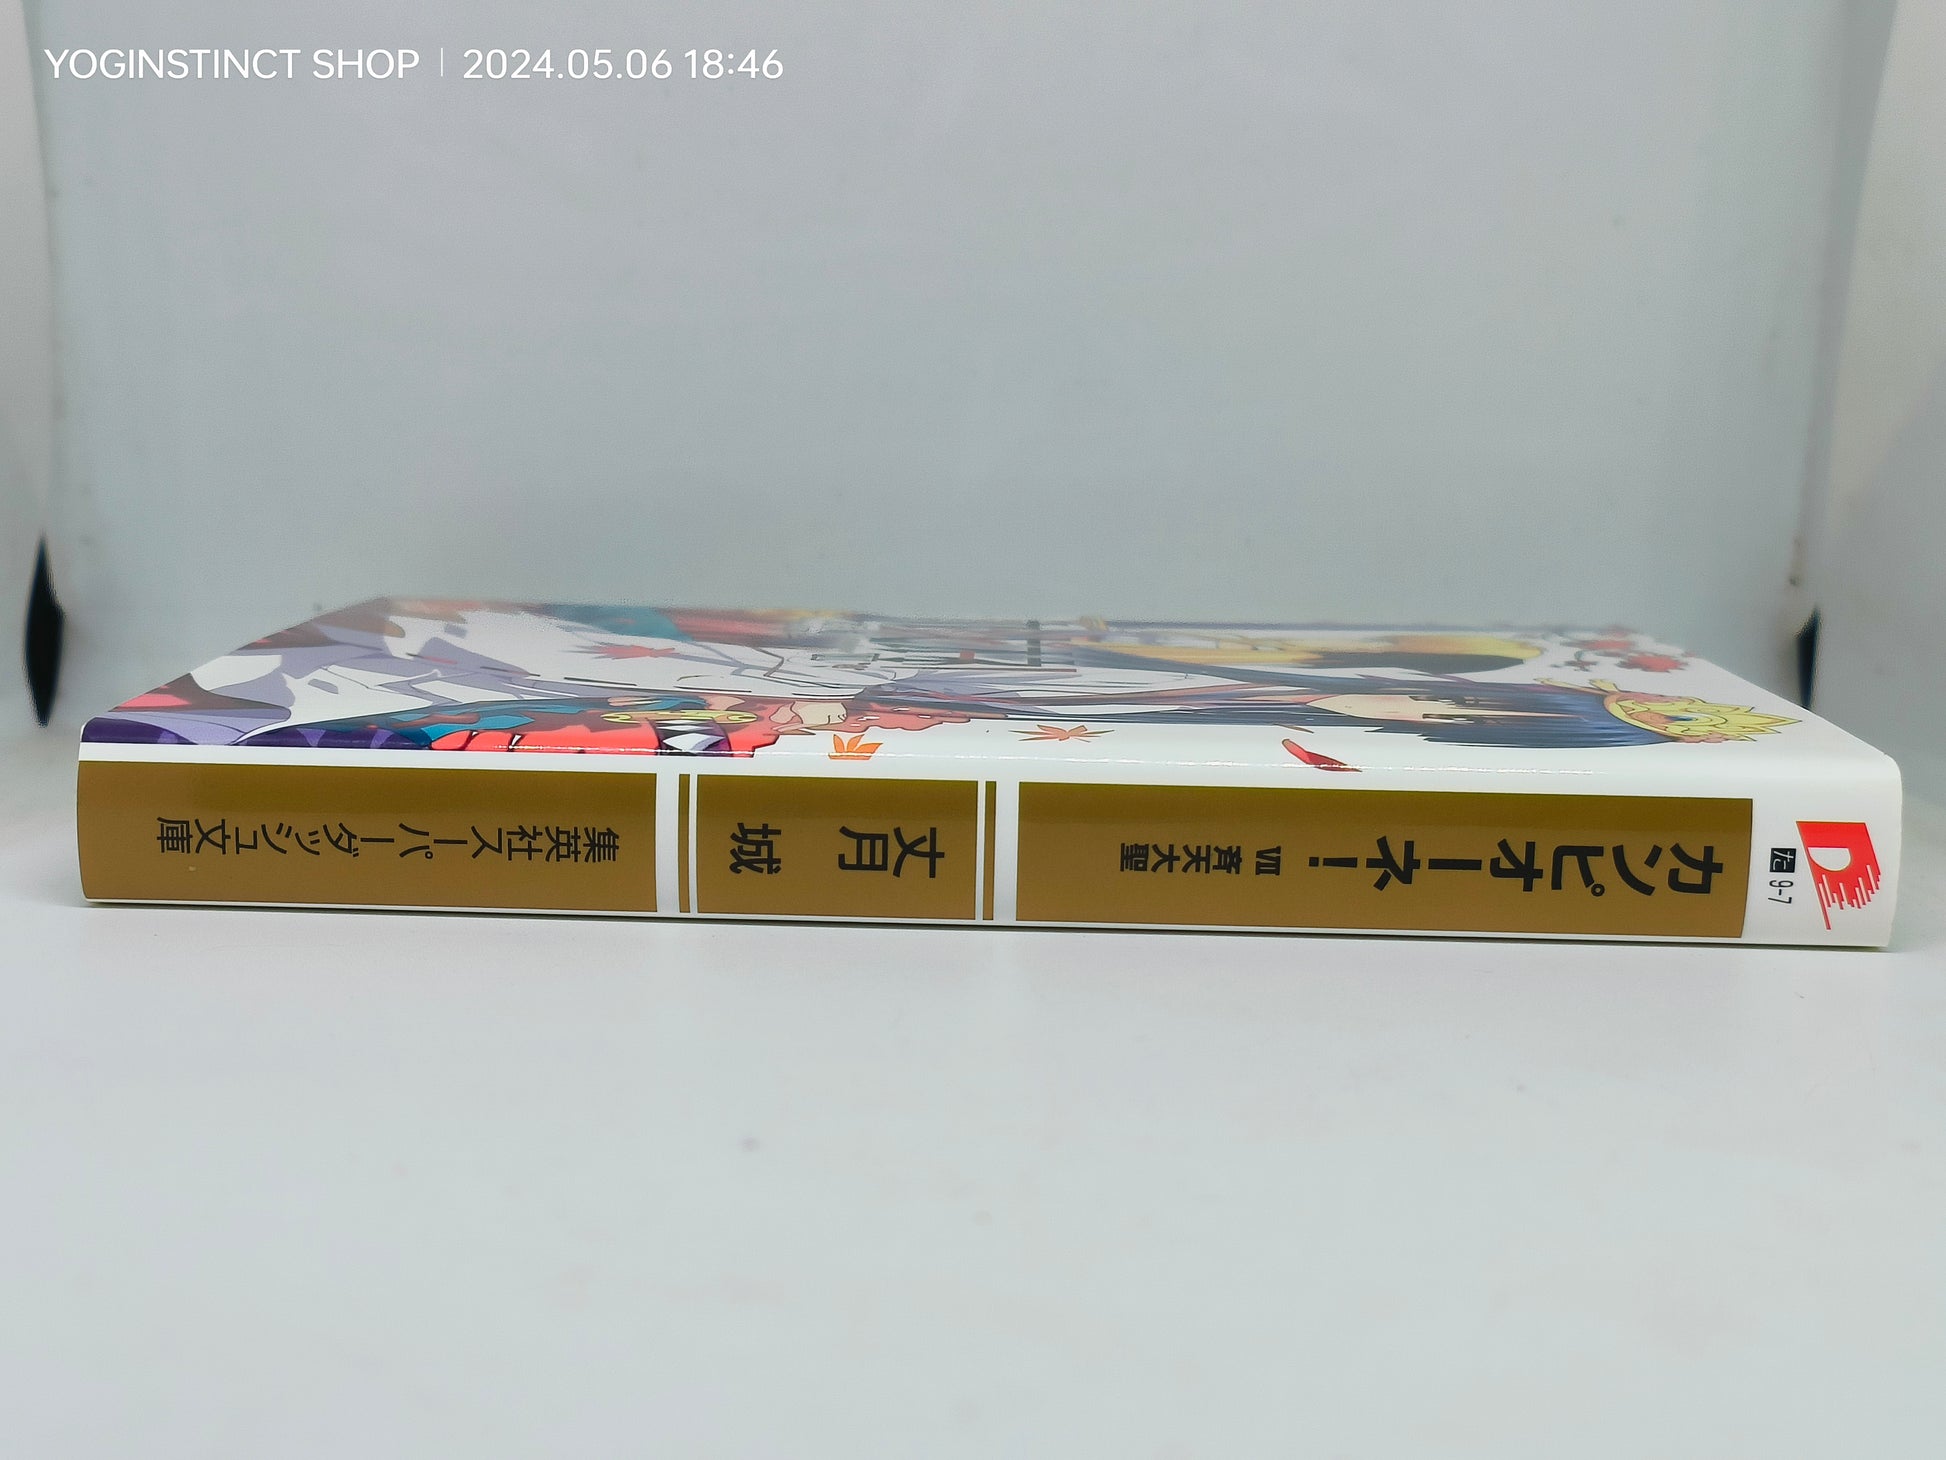 YOGINSTINCT SHOP 2024.05.06 18:46
カンピオーネ! Ⅶ 斉天大聖
丈月 城
集英社スーパーダッシュ文庫
D
た 9-7